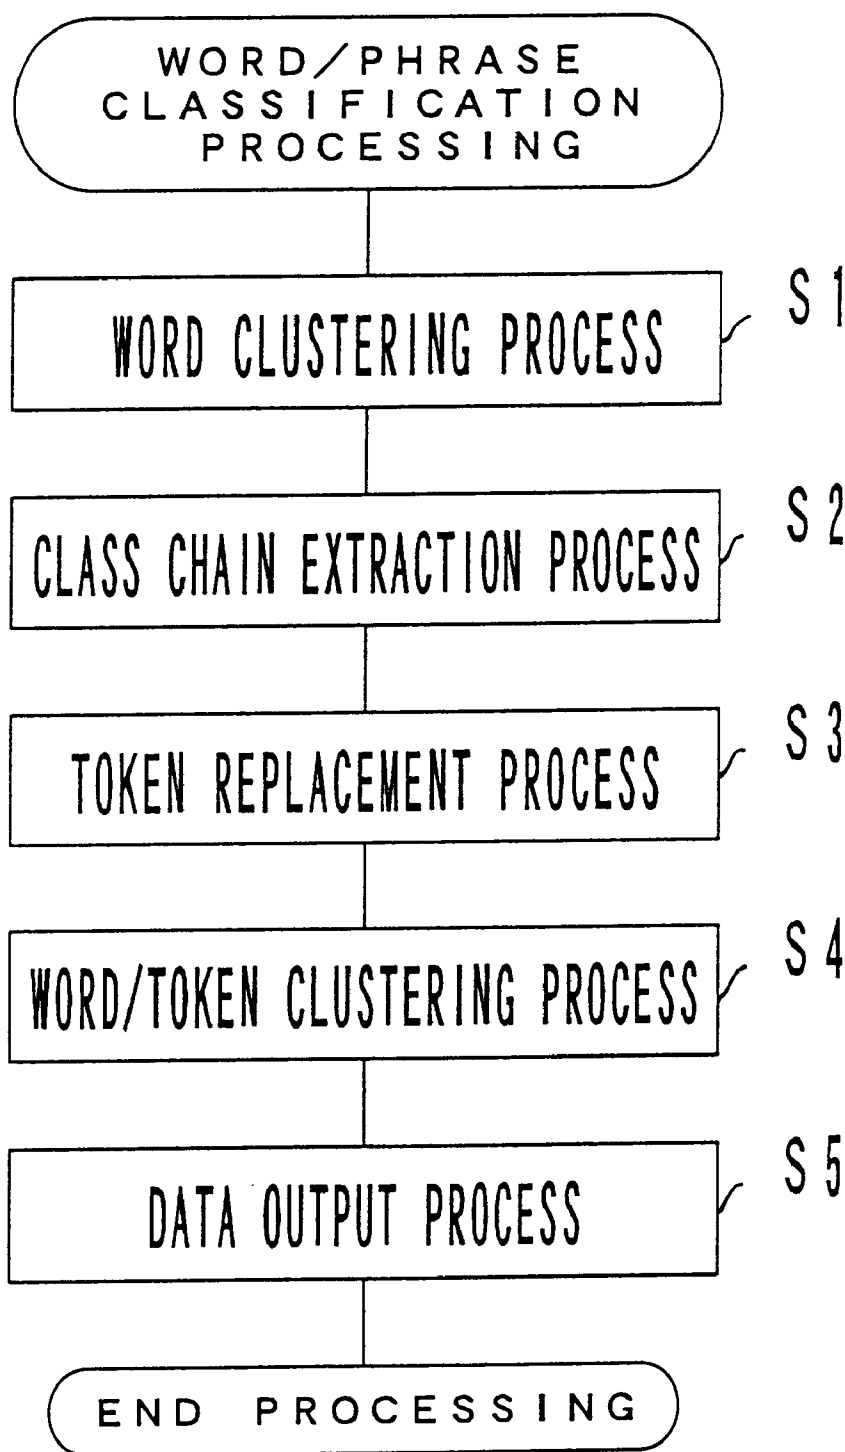 WORD/PHRASE
CLASSIFICATION
PROCESSING
S1
WORD CLUSTERING PROCESS
S2
CLASS CHAIN EXTRACTION PROCESS
S3
TOKEN REPLACEMENT PROCESS
S4
WORD/TOKEN CLUSTERING PROCESS
S5
DATA OUTPUT PROCESS
END PROCESSING